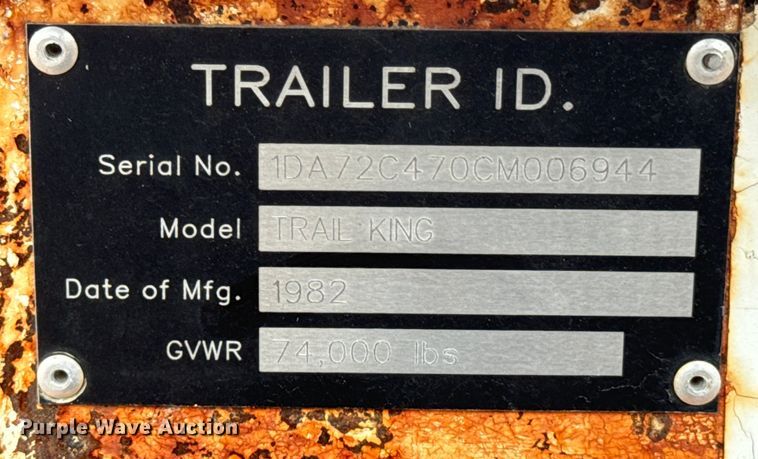 TRAILER ID.
Serial No. 1DA72C470CM006944
Model TRAIL KING
Date of Mfg. 1982
GVWR 74,000 lbs
Purple Wave Auction